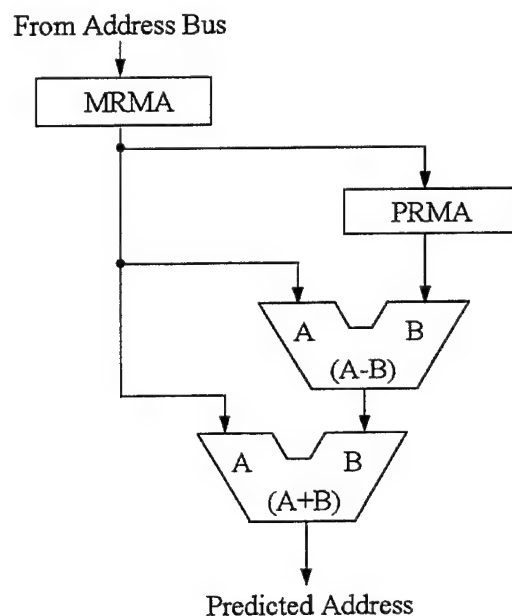 From Address Bus
MRMA
PRMA
A B
(A-B)
A B
(A+B)
Predicted Address